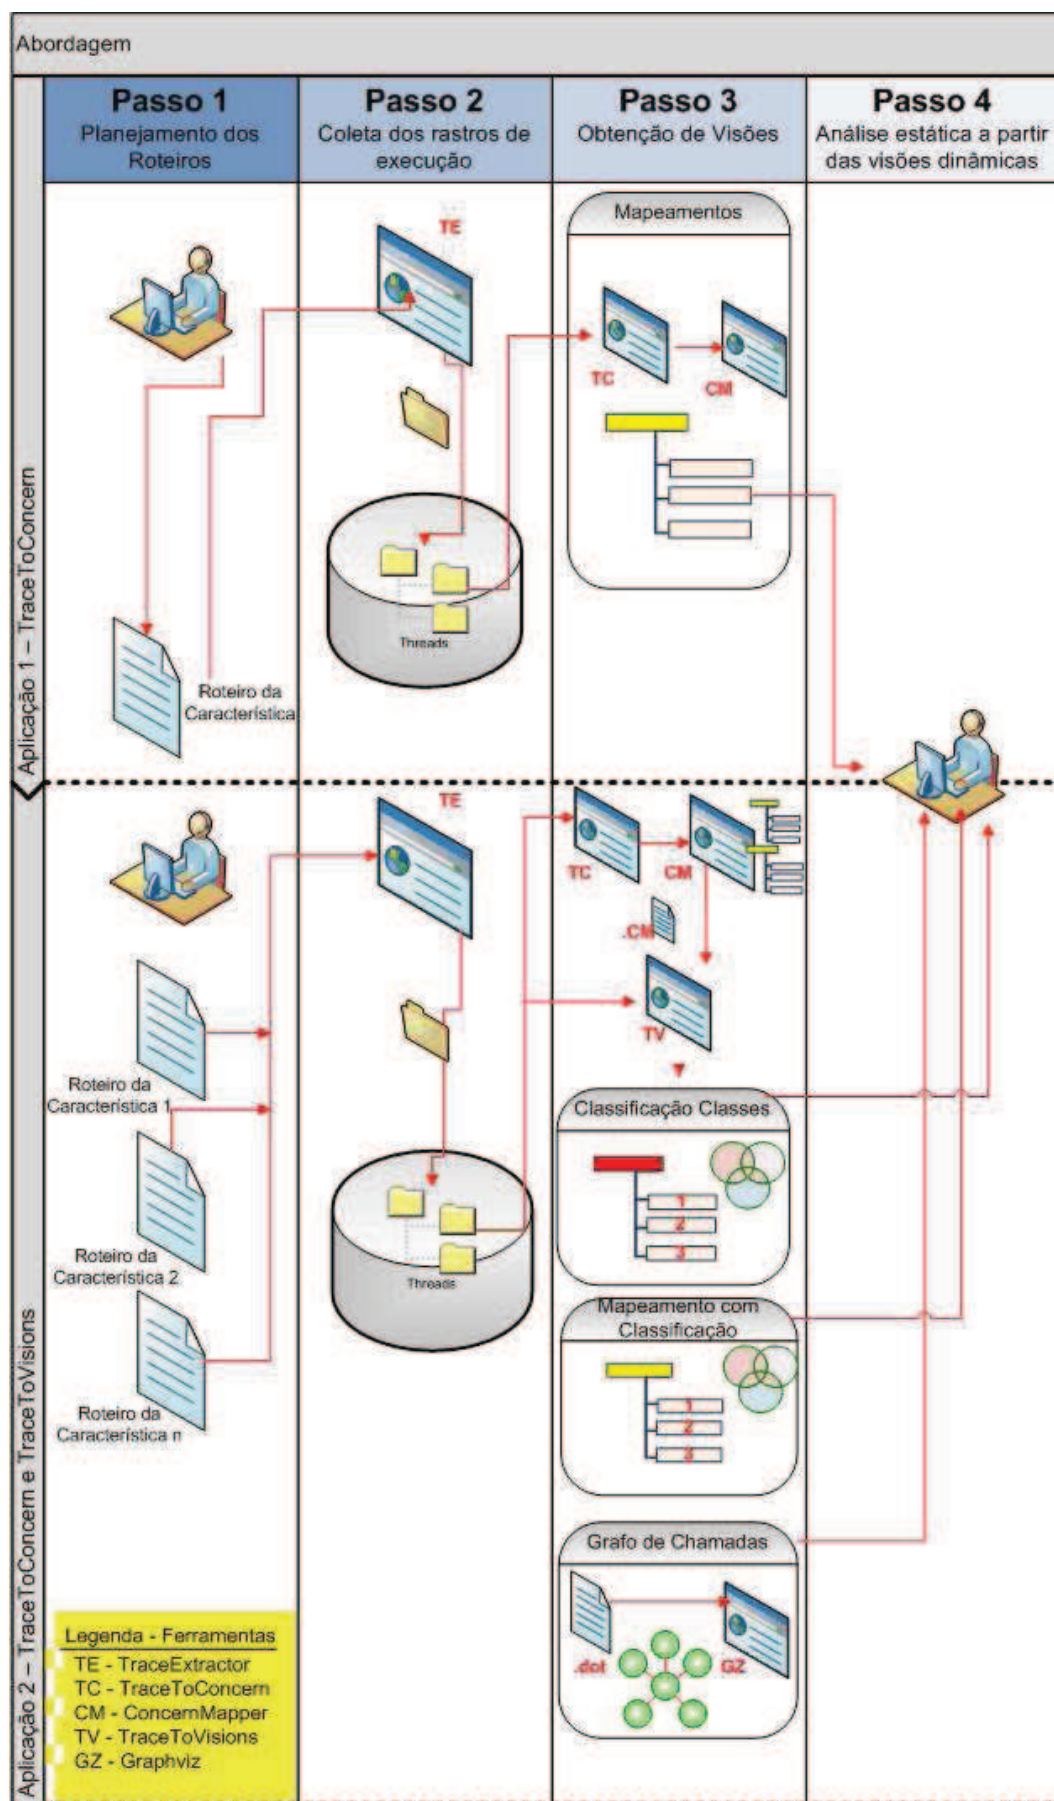 Abordagem
Passo 1
Planejamento dos
Roteiros
Passo 2
Coleta dos rastros de
execução
Passo 3
Obtenção de Visões
Passo 4
Análise estática a partir
das visões dinâmicas
Aplicação 1 – TraceToConcern
TE
Mapeamentos
TC
CM
Threads
Roteiro da
Característica
Aplicação 2 – TraceToConcern e TraceToVisions
TE
TC
CM
.CM
TV
Roteiro da
Característica 1
Roteiro da
Característica 2
Roteiro da
Característica n
Threads
Classificação Classes
1
2
3
Mapeamento com
Classificação
1
2
3
Grafo de Chamadas
.dot
GZ
Legenda - Ferramentas
TE - TraceExtractor
TC - TraceToConcern
CM - ConcernMapper
TV - TraceToVisions
GZ - Graphviz